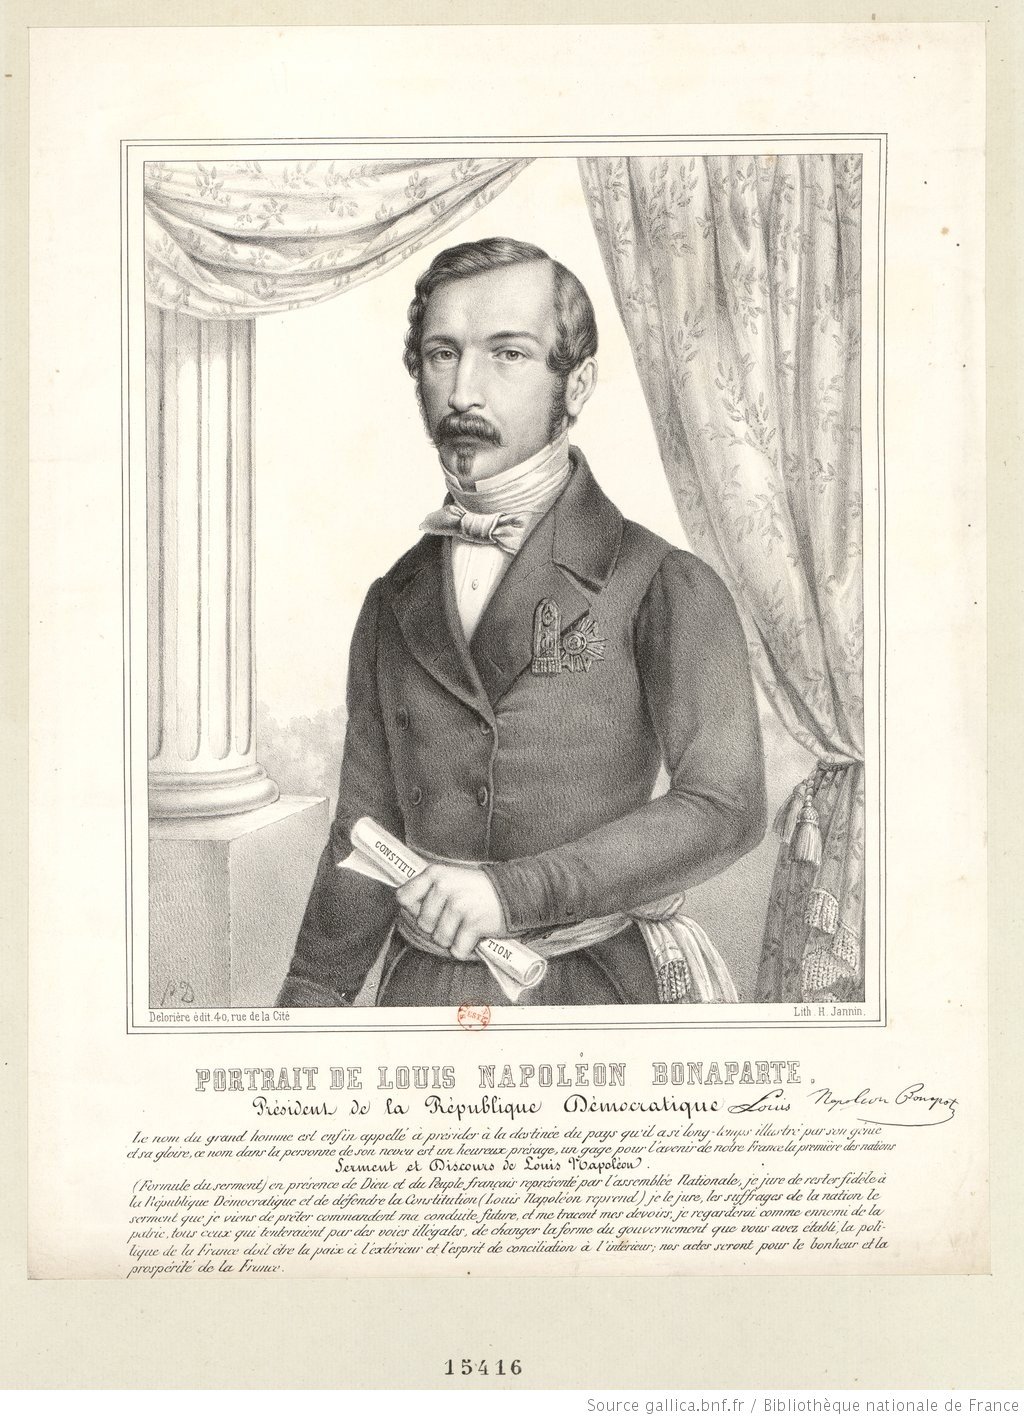 CONSTITU
TION.
P D
Delorière édit. 40, rue de la Cité
Lith. H. Jannin.
PORTRAIT DE LOUIS NAPOLÉON BONAPARTE.
Président de la République Démocratique Louis Napoleon Bonaparte
Le nom du grand homme est enfin appellé à présider à la destinée du pays qu'il a si long-temps illustré par son génie
et sa gloire, ce nom dans la personne de son neveu est un heureux présage, un gage pour l'avenir de notre France la première des nations
Serment et Discours de Louis Napoléon.
(Formule du serment) en présence de Dieu et du Peuple français représenté par l'assemblée Nationale, je jure de rester fidèle à
la République Démocratique et de défendre la Constitution (Louis Napoléon reprend) je le jure, les suffrages de la nation le
serment que je viens de prêter commandent ma conduite future, et me tracent mes devoirs, je regarderai comme ennemi de la
patrie, tous ceux qui tenteraient par des voies illégales, de changer la forme du gouvernement que vous avez établi, la poli-
tique de la France doit être la paix à l'extérieur et l'esprit de conciliation à l'intérieur; nos actes seront pour le bonheur et la
prospérité de la France.
15416
Source gallica.bnf.fr / Bibliothèque nationale de France